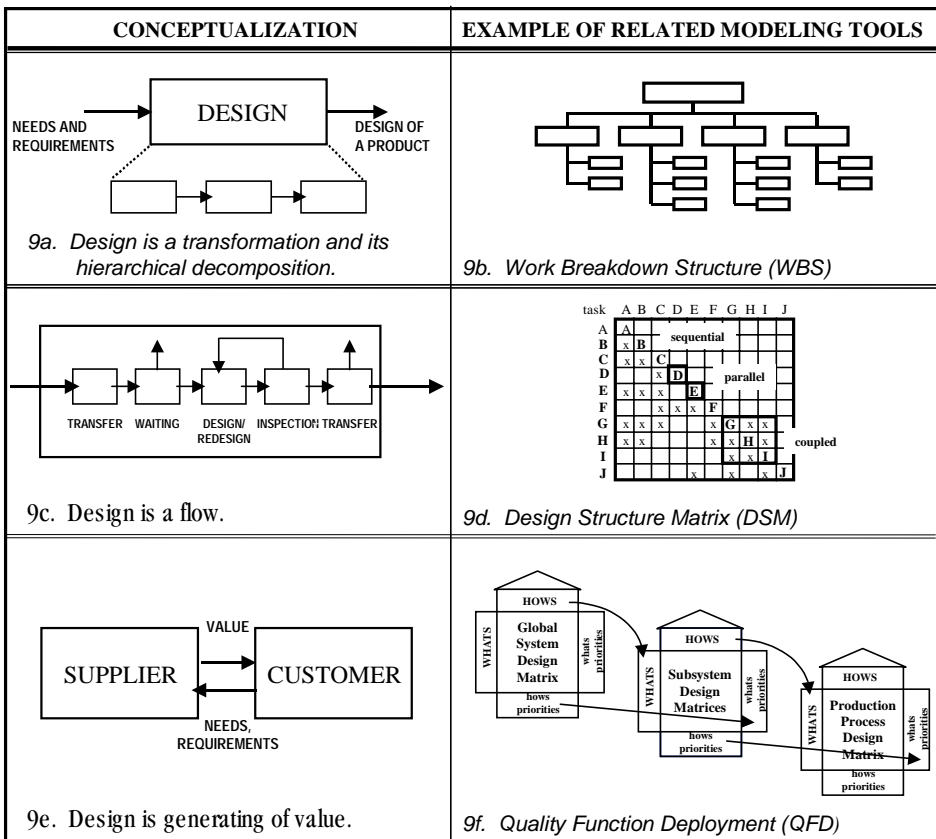 CONCEPTUALIZATION
EXAMPLE OF RELATED MODELING TOOLS
NEEDS AND
REQUIREMENTS
DESIGN
DESIGN OF
A PRODUCT
9a. Design is a transformation and its
hierarchical decomposition.
9b. Work Breakdown Structure (WBS)
TRANSFER
WAITING
DESIGN/
REDESIGN
INSPECTION
TRANSFER
9c. Design is a flow.
task A B C D E F G H I J
A A
sequential
B x B
C x x C
D x D
parallel
E x x x E
F x x x F
G x x x x G x x
H x x x x H x
coupled
I x x I
J x x x J
9d. Design Structure Matrix (DSM)
SUPPLIER
VALUE
CUSTOMER
NEEDS,
REQUIREMENTS
9e. Design is generating of value.
HOWS
WHATS
Global
System
Design
Matrix
whats
priorities
hows
priorities
HOWS
WHATS
Subsystem
Design
Matrices
whats
priorities
hows
priorities
HOWS
WHATS
Production
Process
Design
Matrix
whats
priorities
hows
priorities
9f. Quality Function Deployment (QFD)